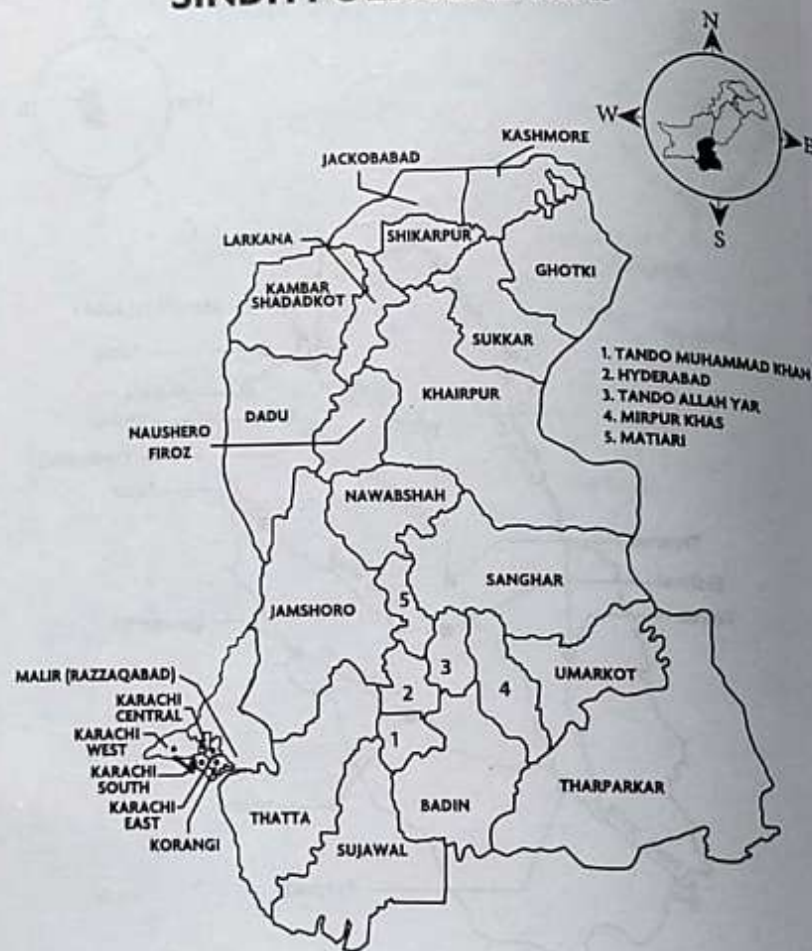 N
W
E
S
KASHMORE
JACKOBABAD
LARKANA
SHIKARPUR
GHOTKI
KAMBAR
SHADADKOT
SUKKAR
1. TANDO MUHAMMAD KHAN
2. HYDERABAD
3. TANDO ALLAH YAR
4. MIRPUR KHAS
5. MATIARI
KHAIRPUR
DADU
NAUSHERO
FIROZ
NAWABSHAH
SANGHAR
5
JAMSHORO
3
UMARKOT
MALIR (RAZZAQABAD)
2
4
KARACHI
CENTRAL
KARACHI
WEST
1
KARACHI
SOUTH
THARPARKAR
KARACHI
EAST
BADIN
THATTA
KORANGI
SUJAWAL